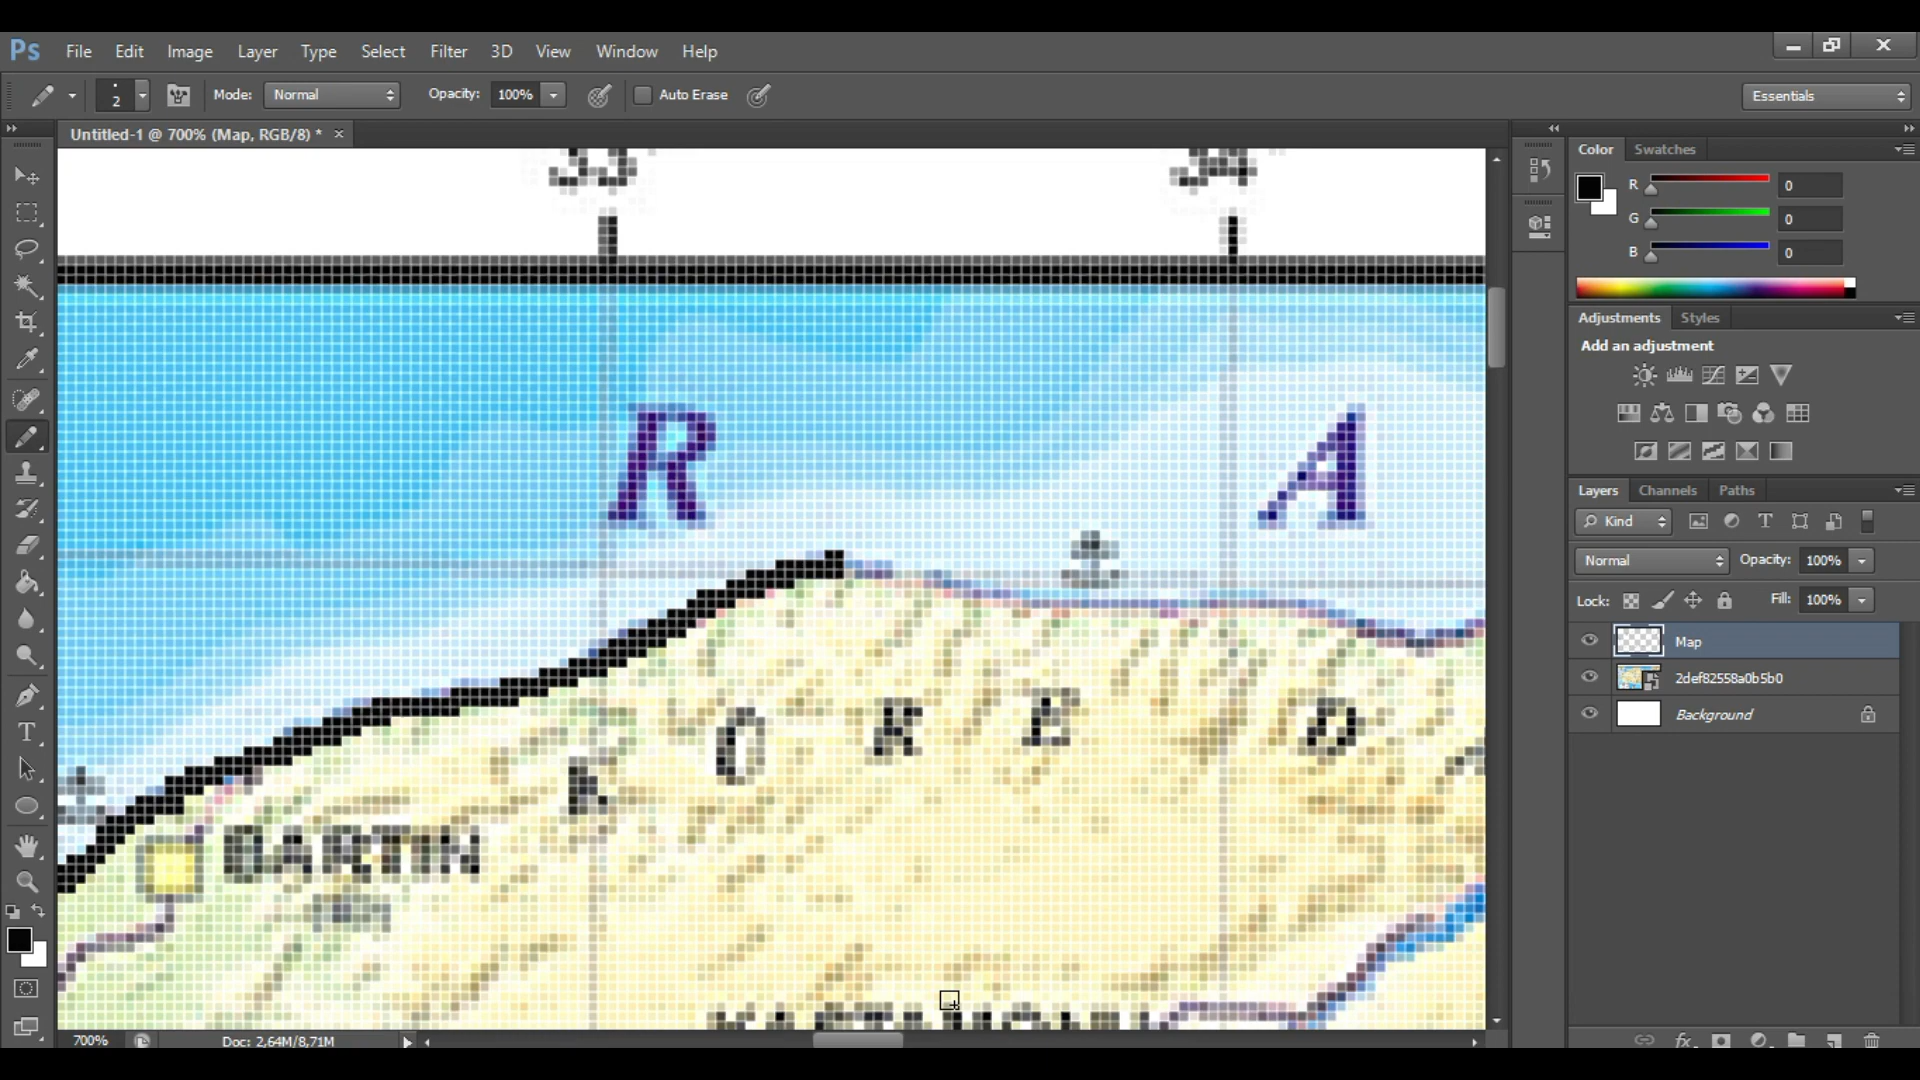 Ps File Edit Image Layer Type Select Filter 3D View Window Help
2 Mode: Normal Opacity: 100% Auto Erase Essentials
Untitled-1 @ 700% (Map, RGB/8) * ×
Color Swatches
R 0
G 0
B 0
Adjustments Styles
Add an adjustment
R A
Layers Channels Paths
Kind
Normal Opacity: 100%
Lock: Fill: 100%
Map
2def82558a0b5b0
Background
BARTIN
700% Doc: 2,64M/8,71M